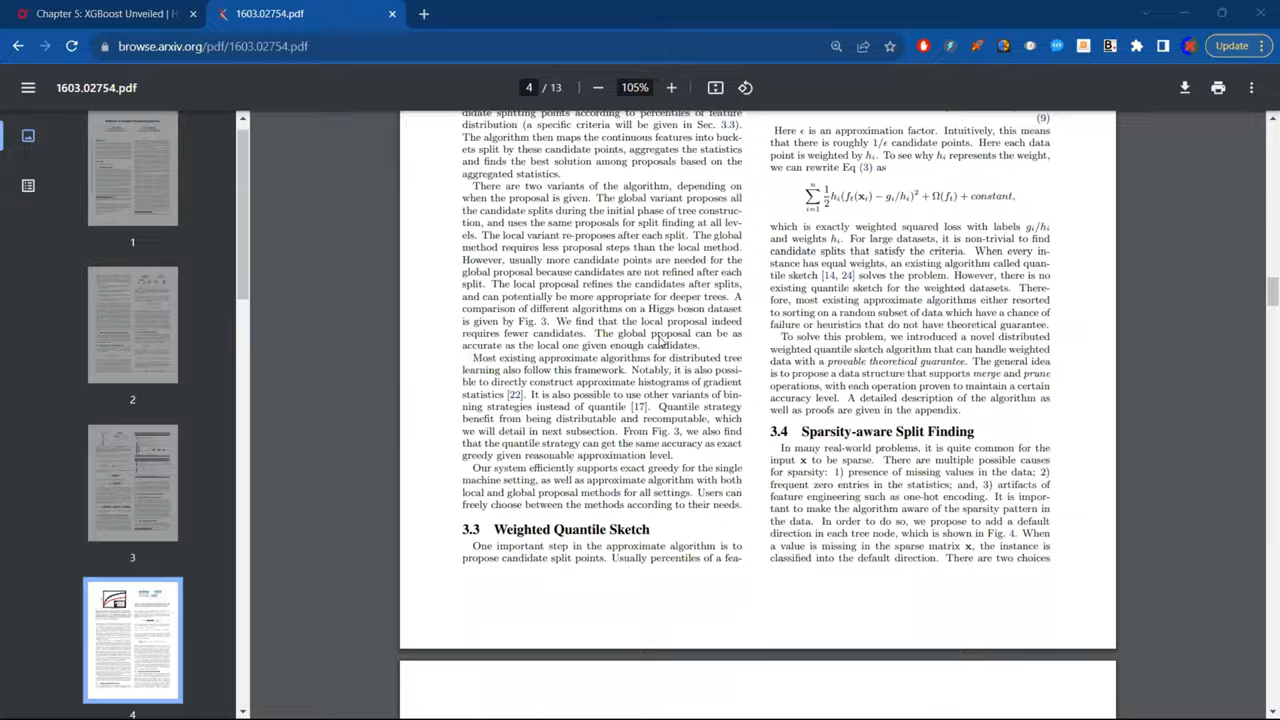 Chapter 5: XGBoost Unveiled | H
1603.02754.pdf
browse.arxiv.org/pdf/1603.02754.pdf
Update
1603.02754.pdf
4 / 13
105%
1
2
3
4
didate splitting points according to percentiles of feature
distribution (a specific criteria will be given in Sec. 3.3).
The algorithm then maps the continuous features into buck-
ets split by these candidate points, aggregates the statistics
and finds the best solution among proposals based on the
aggregated statistics.
There are two variants of the algorithm, depending on
when the proposal is given. The global variant proposes all
the candidate splits during the initial phase of tree construc-
tion, and uses the same proposals for split finding at all lev-
els. The local variant re-proposes after each split. The global
method requires less proposal steps than the local method.
However, usually more candidate points are needed for the
global proposal because candidates are not refined after each
split. The local proposal refines the candidates after splits,
and can potentially be more appropriate for deeper trees. A
comparison of different algorithms on a Higgs boson dataset
is given by Fig. 3. We find that the local proposal indeed
requires fewer candidates. The global proposal can be as
accurate as the local one given enough candidates.
Most existing approximate algorithms for distributed tree
learning also follow this framework. Notably, it is also possi-
ble to directly construct approximate histograms of gradient
statistics [22]. It is also possible to use other variants of bin-
ning strategies instead of quantile [17]. Quantile strategy
benefit from being distributable and recomputable, which
we will detail in next subsection. From Fig. 3, we also find
that the quantile strategy can get the same accuracy as exact
greedy given reasonable approximation level.
Our system efficiently supports exact greedy for the single
machine setting, as well as approximate algorithm with both
local and global proposal methods for all settings. Users can
freely choose between the methods according to their needs.
3.3 Weighted Quantile Sketch
One important step in the approximate algorithm is to
propose candidate split points. Usually percentiles of a fea-
(9)
Here ϵ is an approximation factor. Intuitively, this means
that there is roughly 1/ϵ candidate points. Here each data
point is weighted by hᵢ. To see why hᵢ represents the weight,
we can rewrite Eq (3) as
∑ⁿᵢ₌₁ ½hᵢ(fₜ(xᵢ) − gᵢ/hᵢ)² + Ω(fₜ) + constant,
which is exactly weighted squared loss with labels gᵢ/hᵢ
and weights hᵢ. For large datasets, it is non-trivial to find
candidate splits that satisfy the criteria. When every in-
stance has equal weights, an existing algorithm called quan-
tile sketch [14, 24] solves the problem. However, there is no
existing quantile sketch for the weighted datasets. There-
fore, most existing approximate algorithms either resorted
to sorting on a random subset of data which have a chance of
failure or heuristics that do not have theoretical guarantee.
To solve this problem, we introduced a novel distributed
weighted quantile sketch algorithm that can handle weighted
data with a provable theoretical guarantee. The general idea
is to propose a data structure that supports merge and prune
operations, with each operation proven to maintain a certain
accuracy level. A detailed description of the algorithm as
well as proofs are given in the appendix.
3.4 Sparsity-aware Split Finding
In many real-world problems, it is quite common for the
input x to be sparse. There are multiple possible causes
for sparsity: 1) presence of missing values in the data; 2)
frequent zero entries in the statistics; and, 3) artifacts of
feature engineering such as one-hot encoding. It is impor-
tant to make the algorithm aware of the sparsity pattern in
the data. In order to do so, we propose to add a default
direction in each tree node, which is shown in Fig. 4. When
a value is missing in the sparse matrix x, the instance is
classified into the default direction. There are two choices